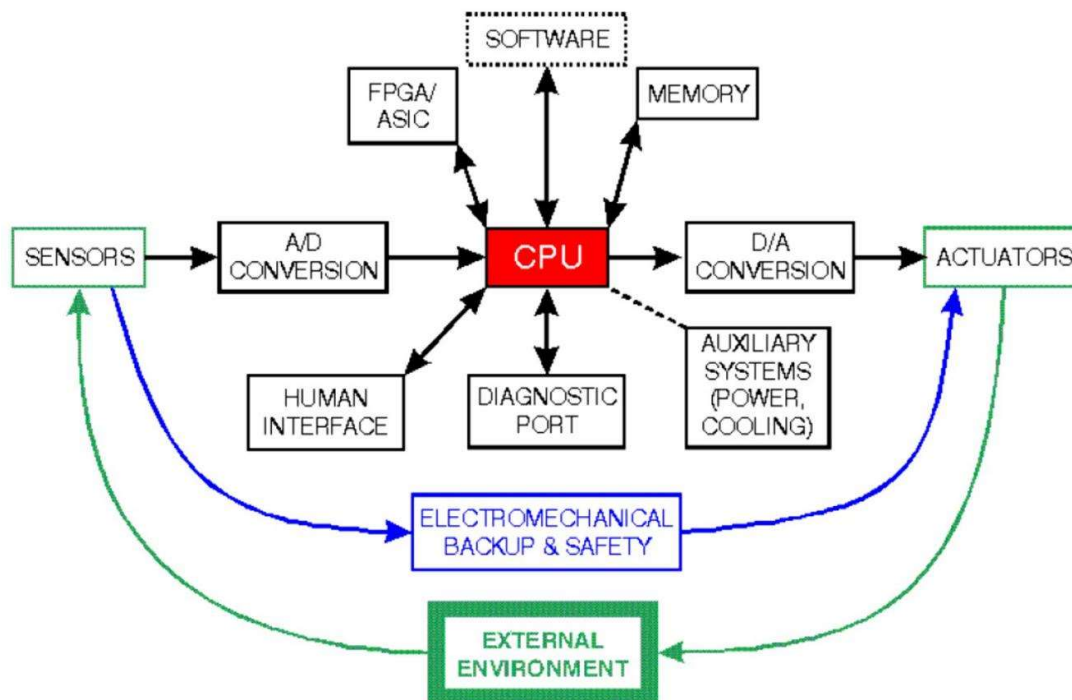 SOFTWARE
FPGA/
ASIC
MEMORY
SENSORS
A/D
CONVERSION
CPU
D/A
CONVERSION
ACTUATORS
HUMAN
INTERFACE
DIAGNOSTIC
PORT
AUXILIARY
SYSTEMS
(POWER,
COOLING)
ELECTROMECHANICAL
BACKUP & SAFETY
EXTERNAL
ENVIRONMENT